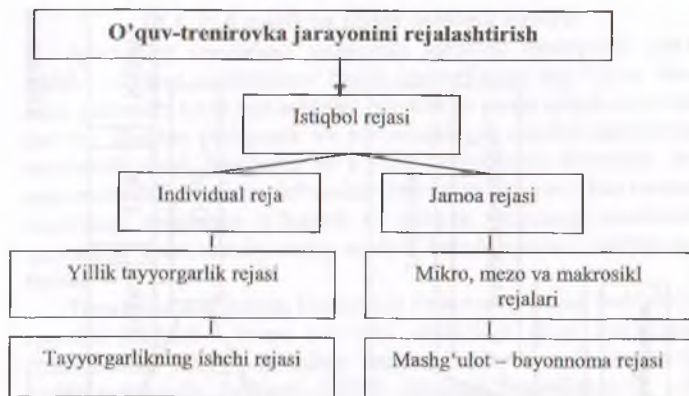 O’quv-trenirovka jarayonini rejalashtirish
Istiqbol rejasi
Individual reja
Jamoa rejasi
Yillik tayyorgarlik rejasi
Mikro, mezo va makrosikl
rejalari
Tayyorgarlikning ishchi rejasi
Mashg‘ulot – bayonnoma rejasi